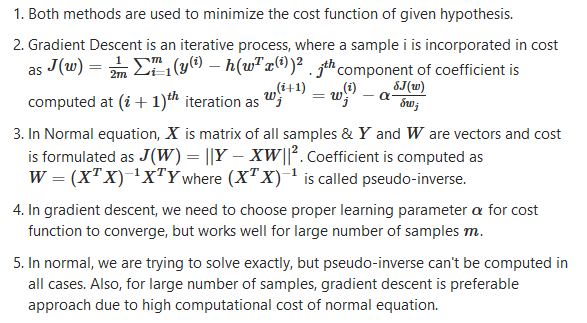 1. Both methods are used to minimize the cost function of given hypothesis.
2. Gradient Descent is an iterative process, where a sample i is incorporated in cost
as J(w) = \frac{1}{2m} \sum_{i=1}^{m} (y^{(i)} − h(w^T x^{(i)})^2 . j^{th} component of coefficient is
computed at (i + 1)^{th} iteration as w_j^{(i+1)} = w_j^{(i)} − α \frac{δJ(w)}{δw_j}
3. In Normal equation, X is matrix of all samples & Y and W are vectors and cost
is formulated as J(W) = ||Y − XW||^2. Coefficient is computed as
W = (X^T X)^{−1} X^T Y where (X^T X)^{−1} is called pseudo-inverse.
4. In gradient descent, we need to choose proper learning parameter α for cost
function to converge, but works well for large number of samples m.
5. In normal, we are trying to solve exactly, but pseudo-inverse can't be computed in
all cases. Also, for large number of samples, gradient descent is preferable
approach due to high computational cost of normal equation.